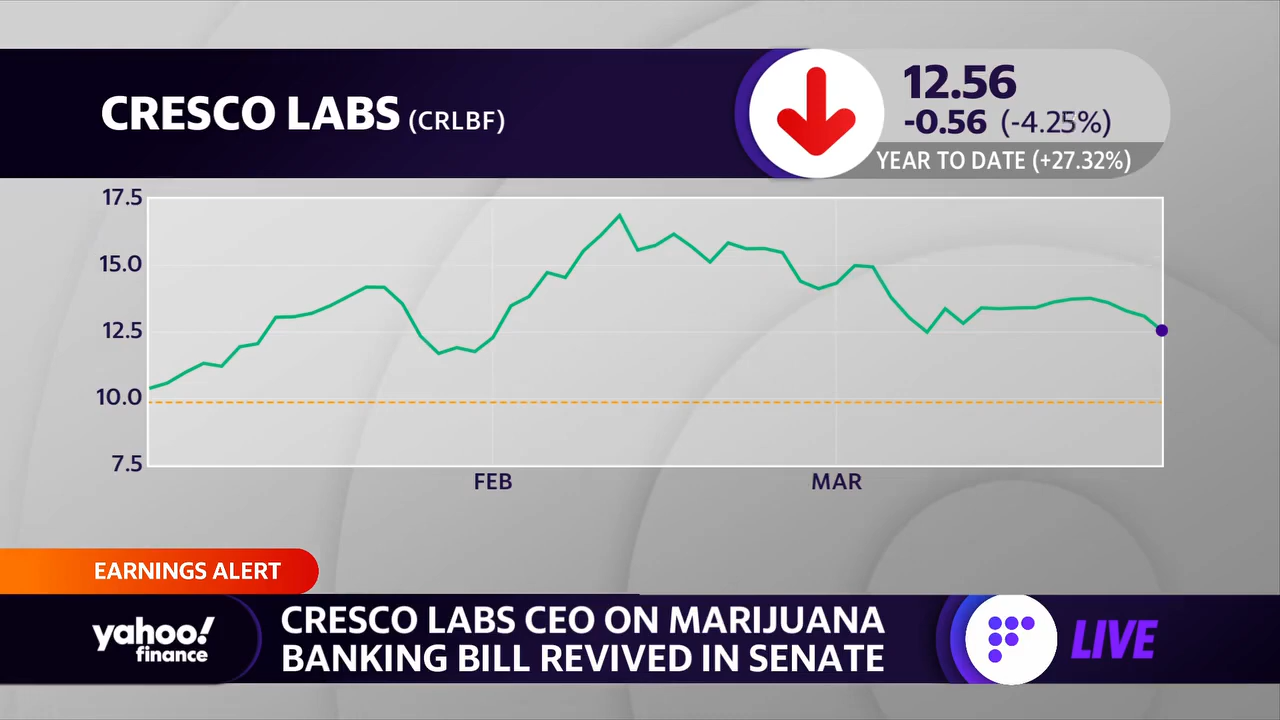 CRESCO LABS (CRLBF)
12.56
-0.56 (-4.25%)
YEAR TO DATE (+27.32%)
17.5
15.0
12.5
10.0
7.5
FEB MAR
EARNINGS ALERT
yahoo!
finance
CRESCO LABS CEO ON MARIJUANA
BANKING BILL REVIVED IN SENATE
LIVE